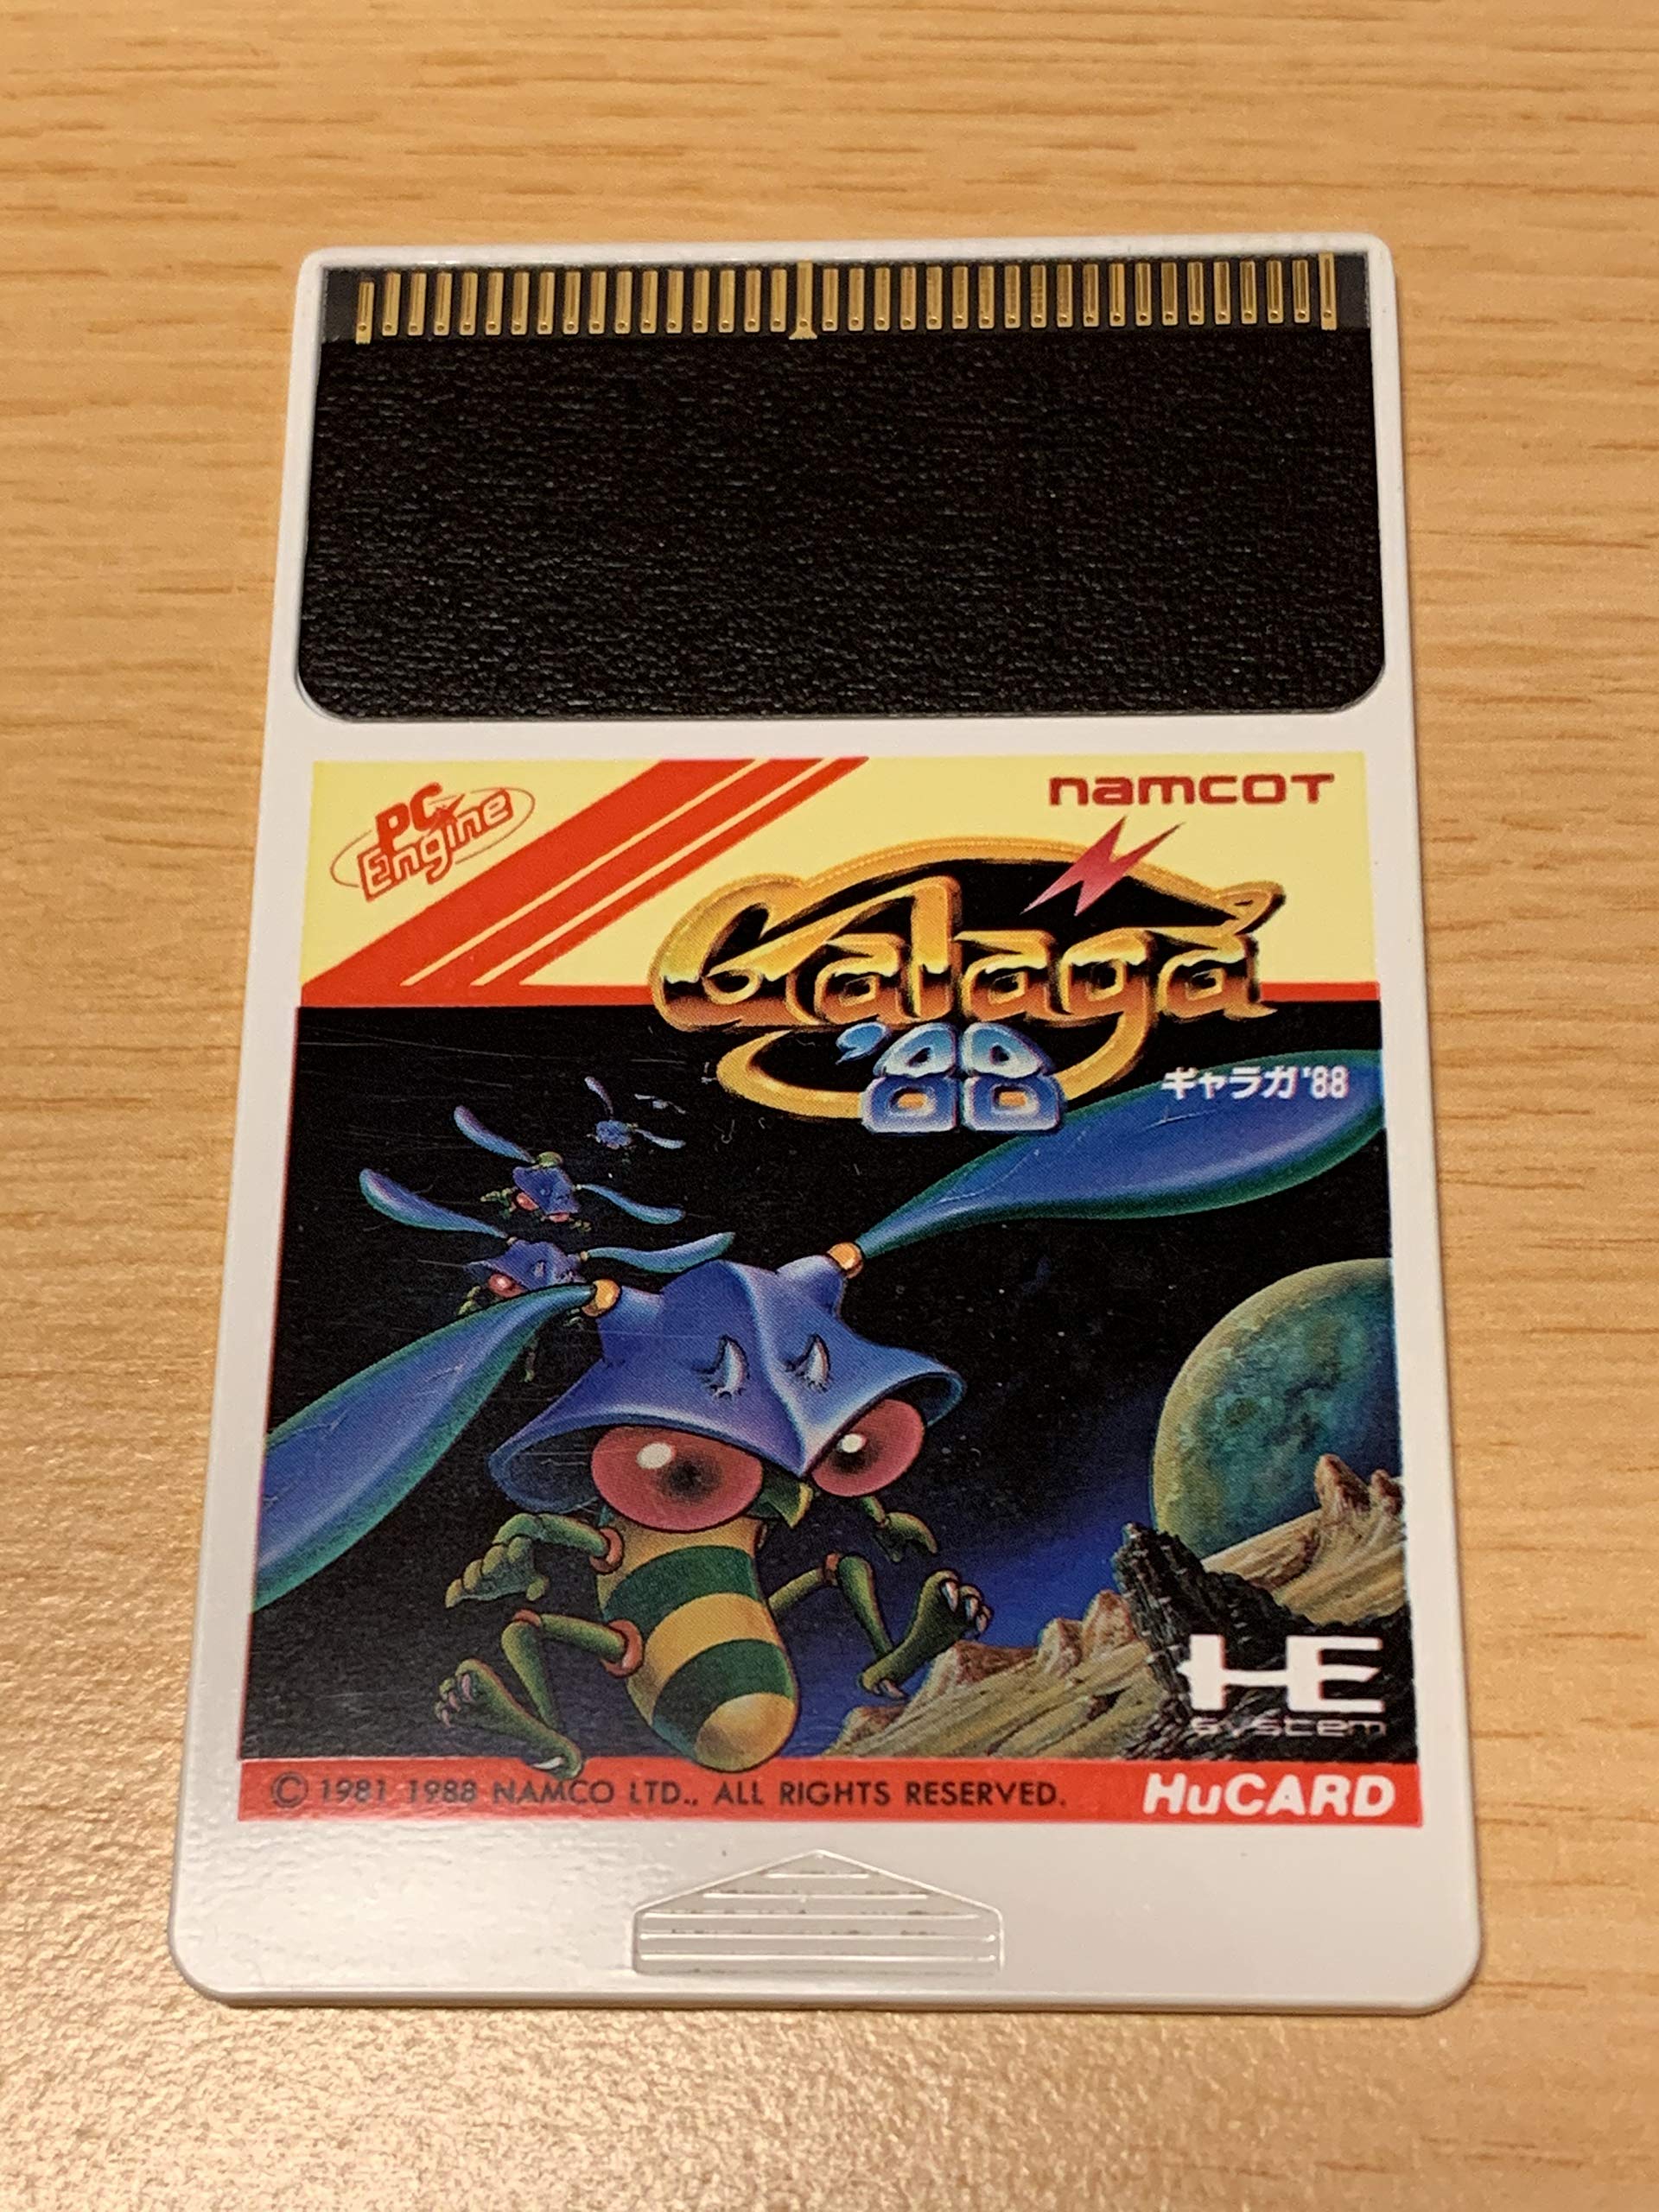 PC
Engine
namcoT
Galaga
'88
ギャラガ'88
HE
system
© 1981 1988 NAMCO LTD., ALL RIGHTS RESERVED.
HuCARD